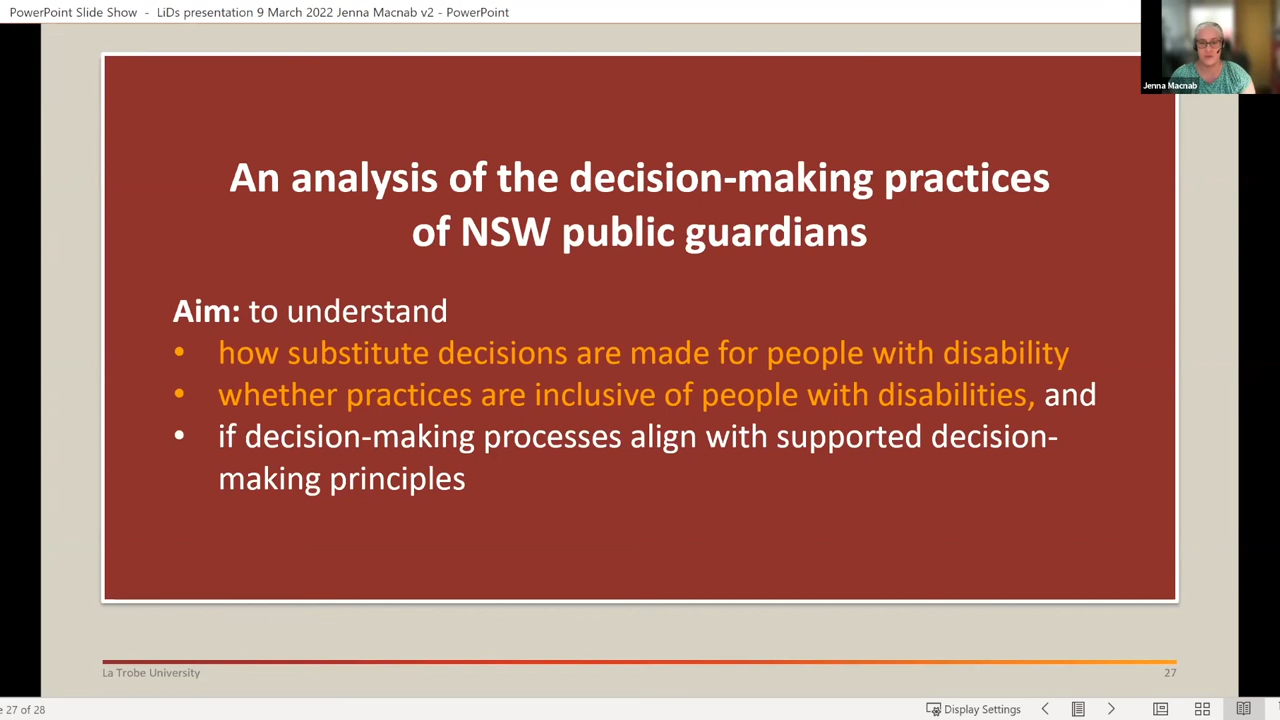 PowerPoint Slide Show - LiDs presentation 9 March 2022 Jenna Macnab v2 - PowerPoint
Jenna Macnab
An analysis of the decision-making practices
of NSW public guardians
Aim: to understand
• how substitute decisions are made for people with disability
• whether practices are inclusive of people with disabilities, and
• if decision-making processes align with supported decision-
making principles
La Trobe University
27
27 of 28
Display Settings